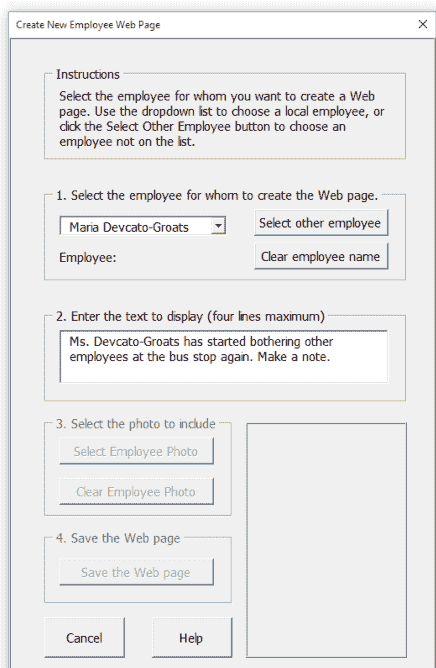 Create New Employee Web Page
Instructions
Select the employee for whom you want to create a Web
page. Use the dropdown list to choose a local employee, or
click the Select Other Employee button to choose an
employee not on the list.
1. Select the employee for whom to create the Web page.
Maria Devcato-Groats
Select other employee
Employee:
Clear employee name
2. Enter the text to display (four lines maximum)
Ms. Devcato-Groats has started bothering other
employees at the bus stop again. Make a note.
3. Select the photo to include
Select Employee Photo
Clear Employee Photo
4. Save the Web page
Save the Web page
Cancel
Help